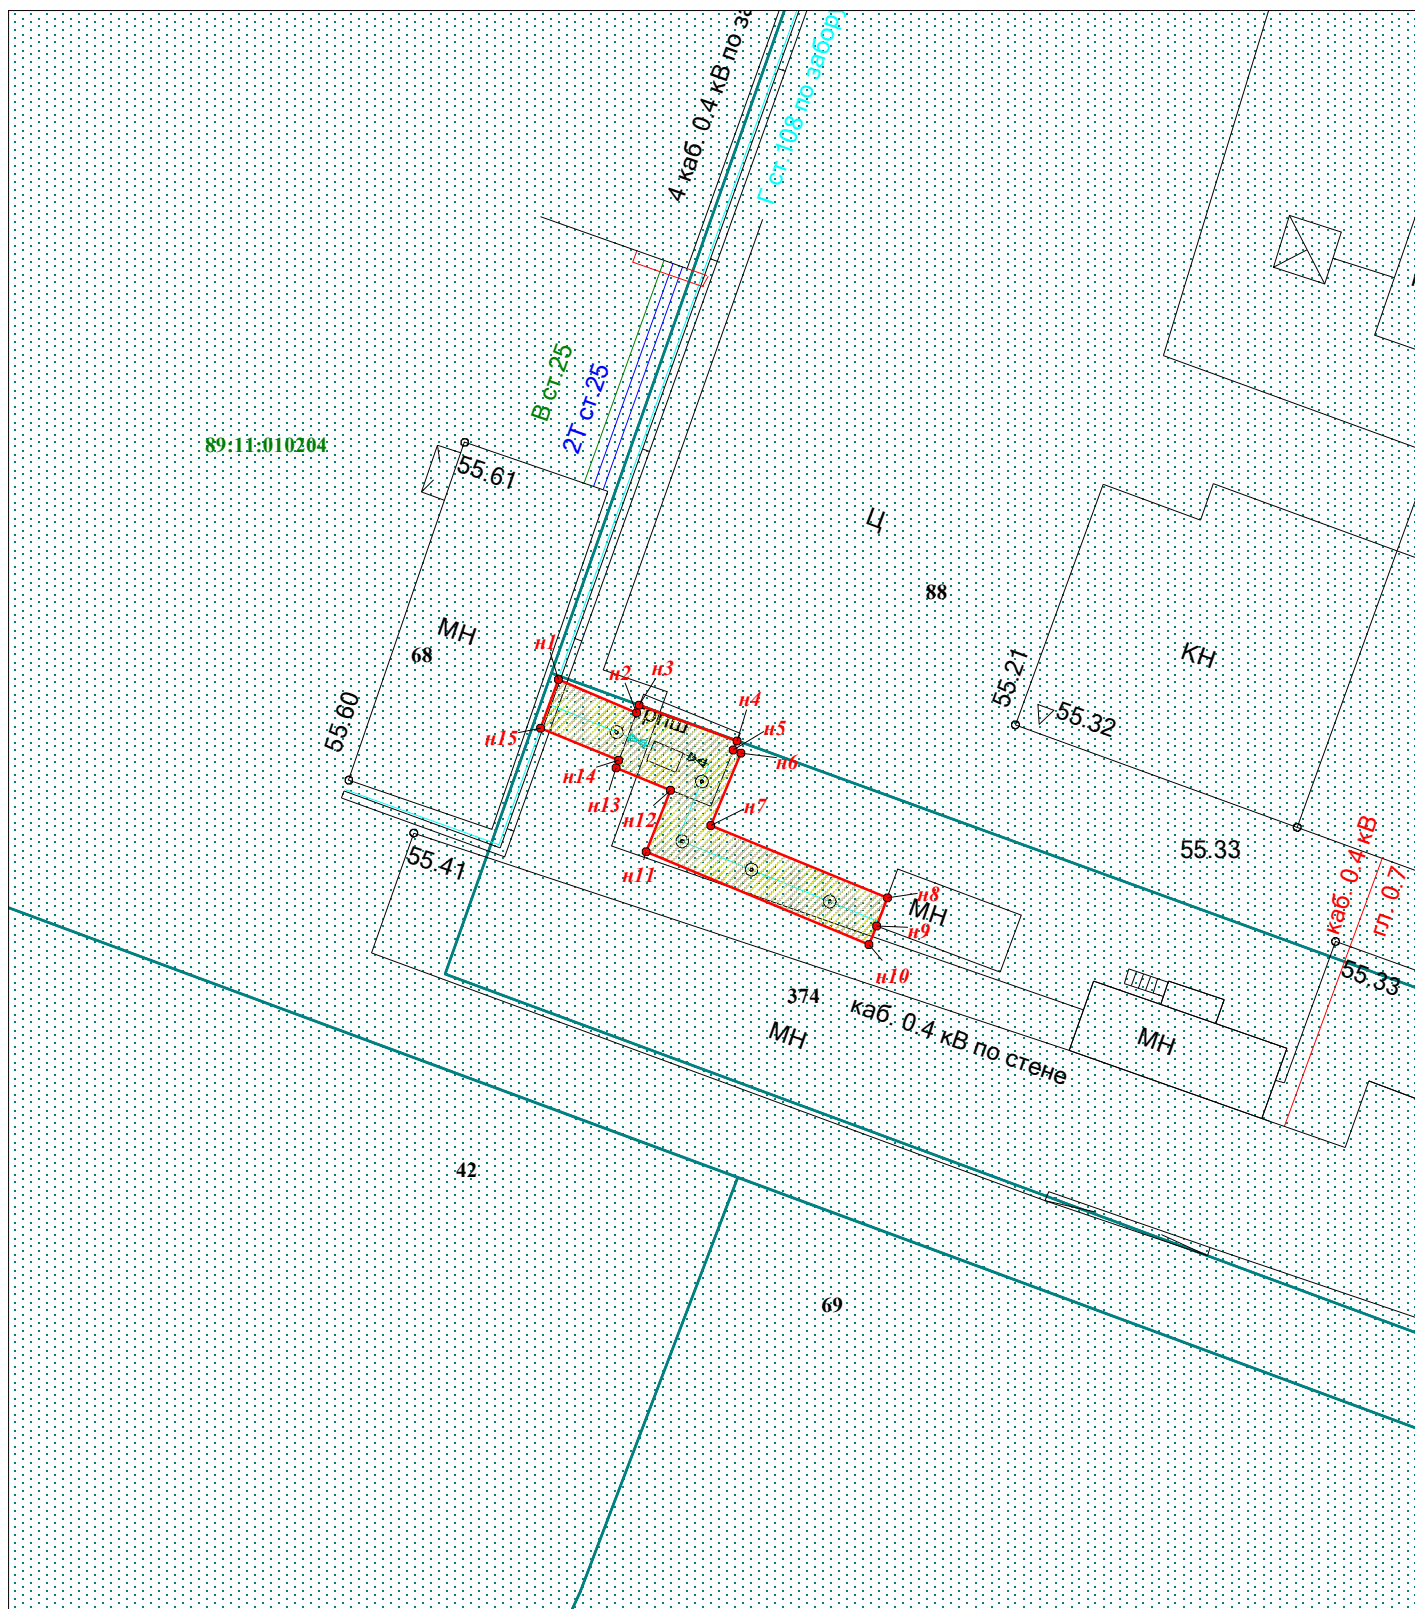 4 каб. 0.4 кВ по за
Г ст.108 по забору
В ст.25
2Т ст.25
89:11:010204
55.61
Ц
88
МН
68
КН
55.21
55.32
55.60
н1
н2
н3
н4
н5
н6
н15
н14
н13
н12
н7
н11
н8
МН
н9
н10
55.41
55.33
каб. 0.4 кВ
гл. 0.7
55.33
374
каб. 0.4 кВ по стене
МН
МН
42
69